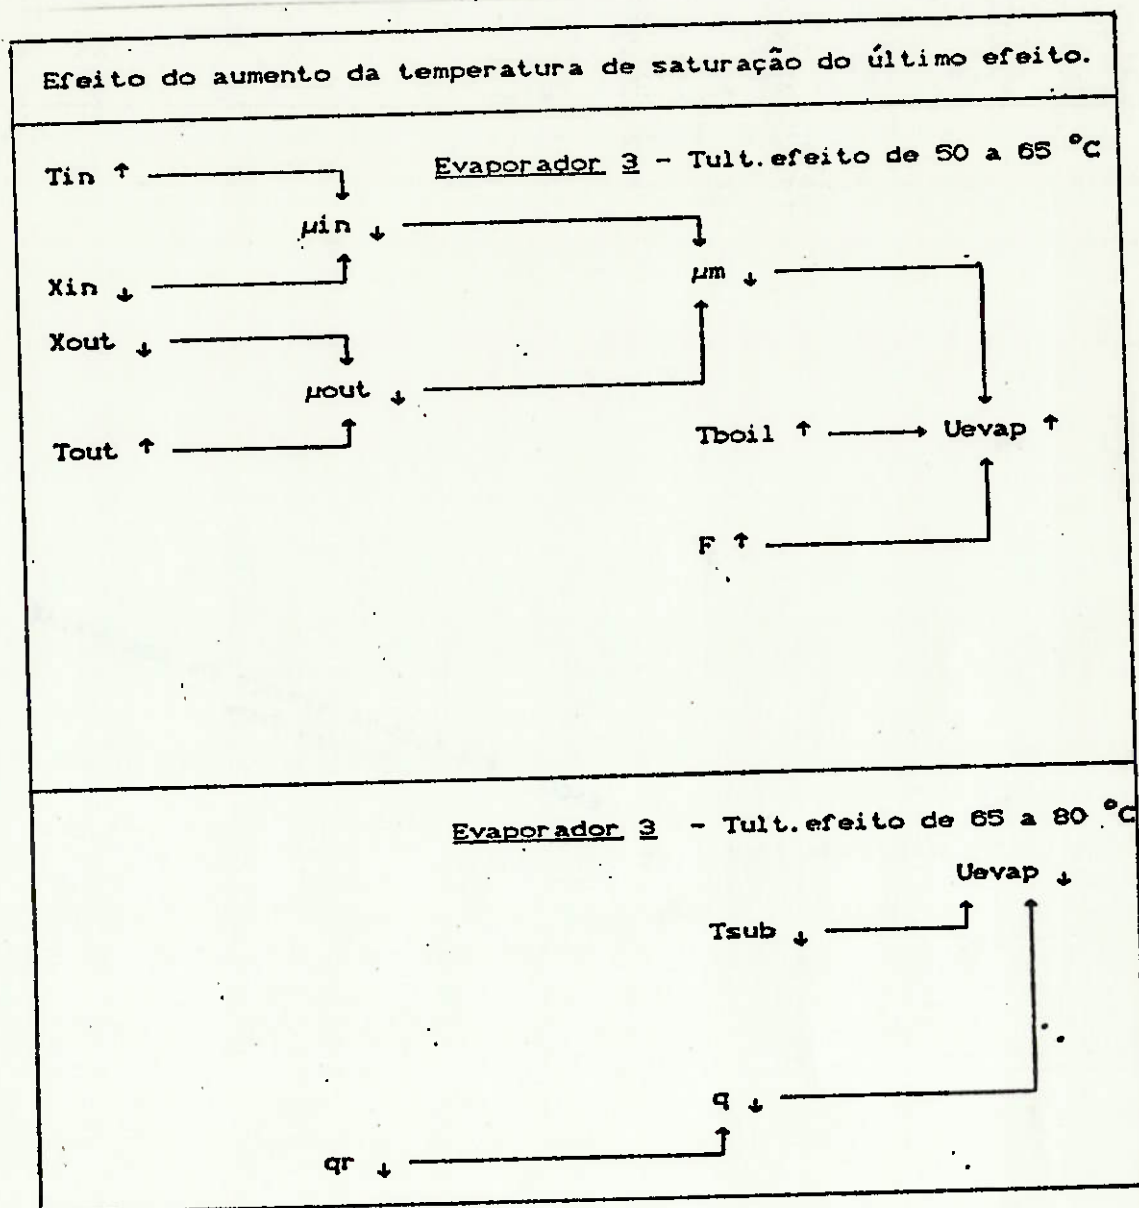 Efeito do aumento da temperatura de saturação do último efeito.
Tin ↑
Evaporador 3 - Tult.efeito de 50 a 65 °C
μin ↓
Xin ↓
μm ↓
Xout ↓
μout ↓
Tout ↑
Tboil ↑
Uevap ↑
F ↑
Evaporador 3 - Tult.efeito de 65 a 80 °C
Uevap ↓
Tsub ↓
q ↓
qr ↓